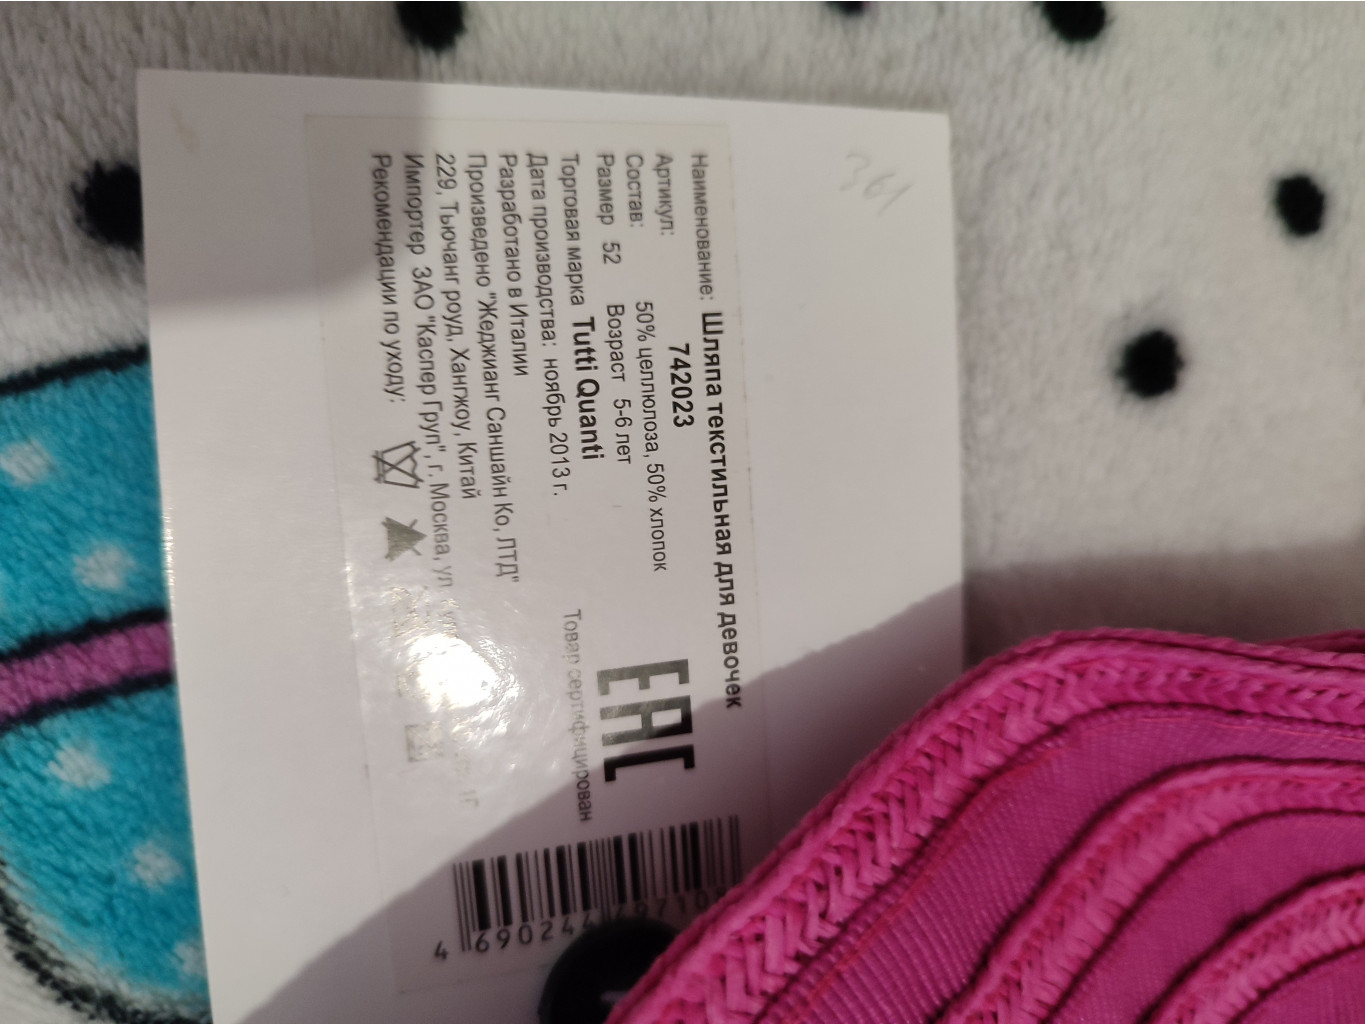 361
Наименование: Шляпа текстильная для девочек
Артикул: 742023
Состав: 50% целлюлоза, 50% хлопок
Размер 52 Возраст 5-6 лет
Торговая марка Tutti Quanti
Дата производства: ноябрь 2013 г.
Разработано в Италии
Произведено "Жеджианг Саншайн Ко, ЛТД"
229, Тьючанг роуд, Хангжоу, Китай
Импортер ЗАО "Каспер Груп", г. Москва, ул
Рекомендации по уходу:
EAC
Товар сертифицирован
4 690244